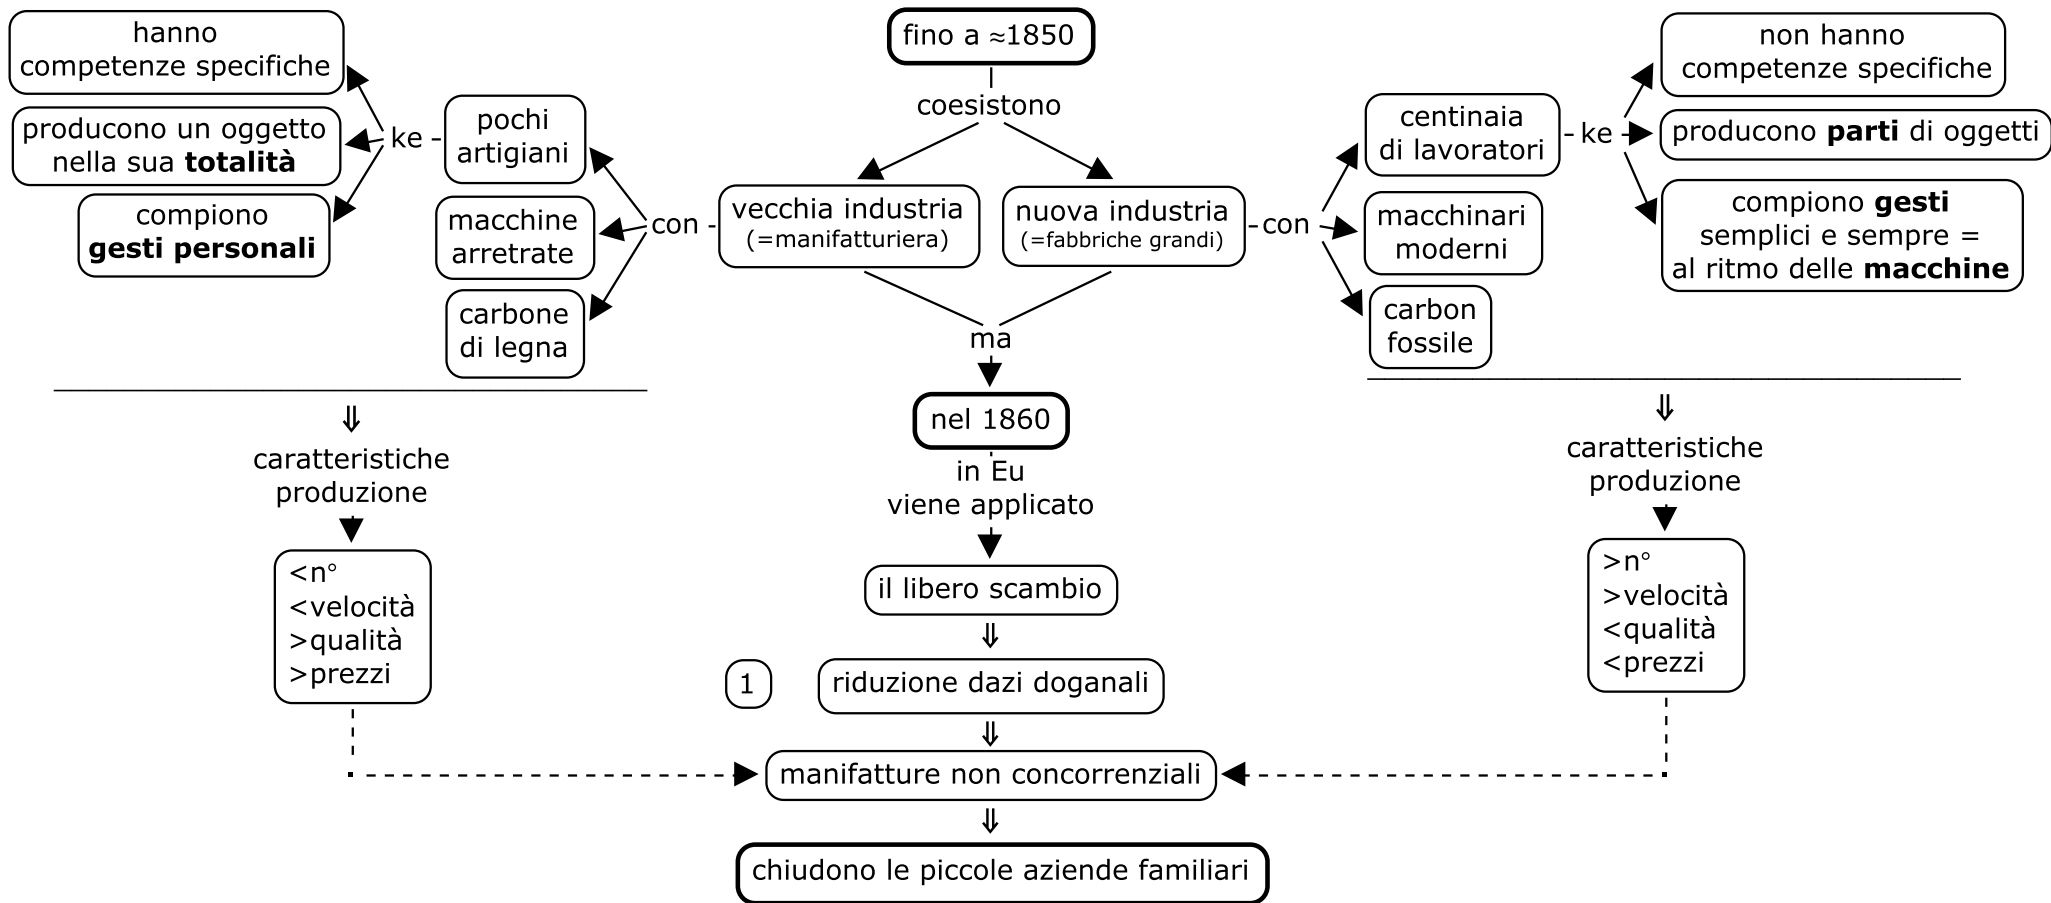 fino a ≈1850
coesistono
vecchia industria
(=manifatturiera)
nuova industria
(=fabbriche grandi)
con
pochi
artigiani
macchine
arretrate
carbone
di legna
ke
hanno
competenze specifiche
producono un oggetto
nella sua totalità
compiono
gesti personali
⇓
caratteristiche
produzione
<n°
<velocità
>qualità
>prezzi
con
centinaia
di lavoratori
macchinari
moderni
carbon
fossile
ke
non hanno
competenze specifiche
producono parti di oggetti
compiono gesti
semplici e sempre =
al ritmo delle macchine
⇓
caratteristiche
produzione
>n°
>velocità
<qualità
<prezzi
ma
nel 1860
in Eu
viene applicato
il libero scambio
⇓
1
riduzione dazi doganali
⇓
manifatture non concorrenziali
⇓
chiudono le piccole aziende familiari